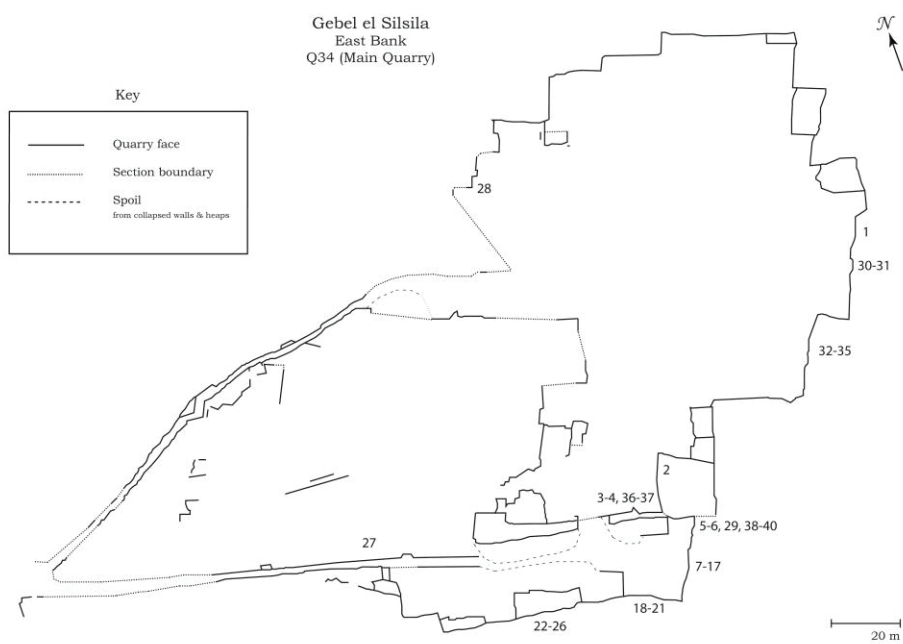 Gebel el Silsila
East Bank
Q34 (Main Quarry)
N
Key
Quarry face
Section boundary
Spoil
from collapsed walls & heaps
28
1
30-31
32-35
2
3-4, 36-37
5-6, 29, 38-40
27
7-17
18-21
22-26
20 m